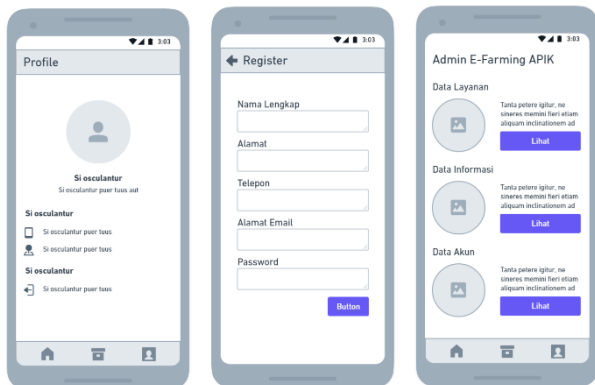 3:03
Profile
Si osculantur
Si osculantur puer tuus aut
Si osculantur
Si osculantur puer tuus
Si osculantur puer tuus
Si osculantur
Si osculantur puer tuus
3:03
Register
Nama Lengkap
Alamat
Telepon
Alamat Email
Password
Button
3:03
Admin E-Farming APIK
Data Layanan
Tanta petere igitur, ne
sineres memini fieri etiam
aliquam inclinationem ad
Lihat
Data Informasi
Tanta petere igitur, ne
sineres memini fieri etiam
aliquam inclinationem ad
Lihat
Data Akun
Tanta petere igitur, ne
sineres memini fieri etiam
aliquam inclinationem ad
Lihat